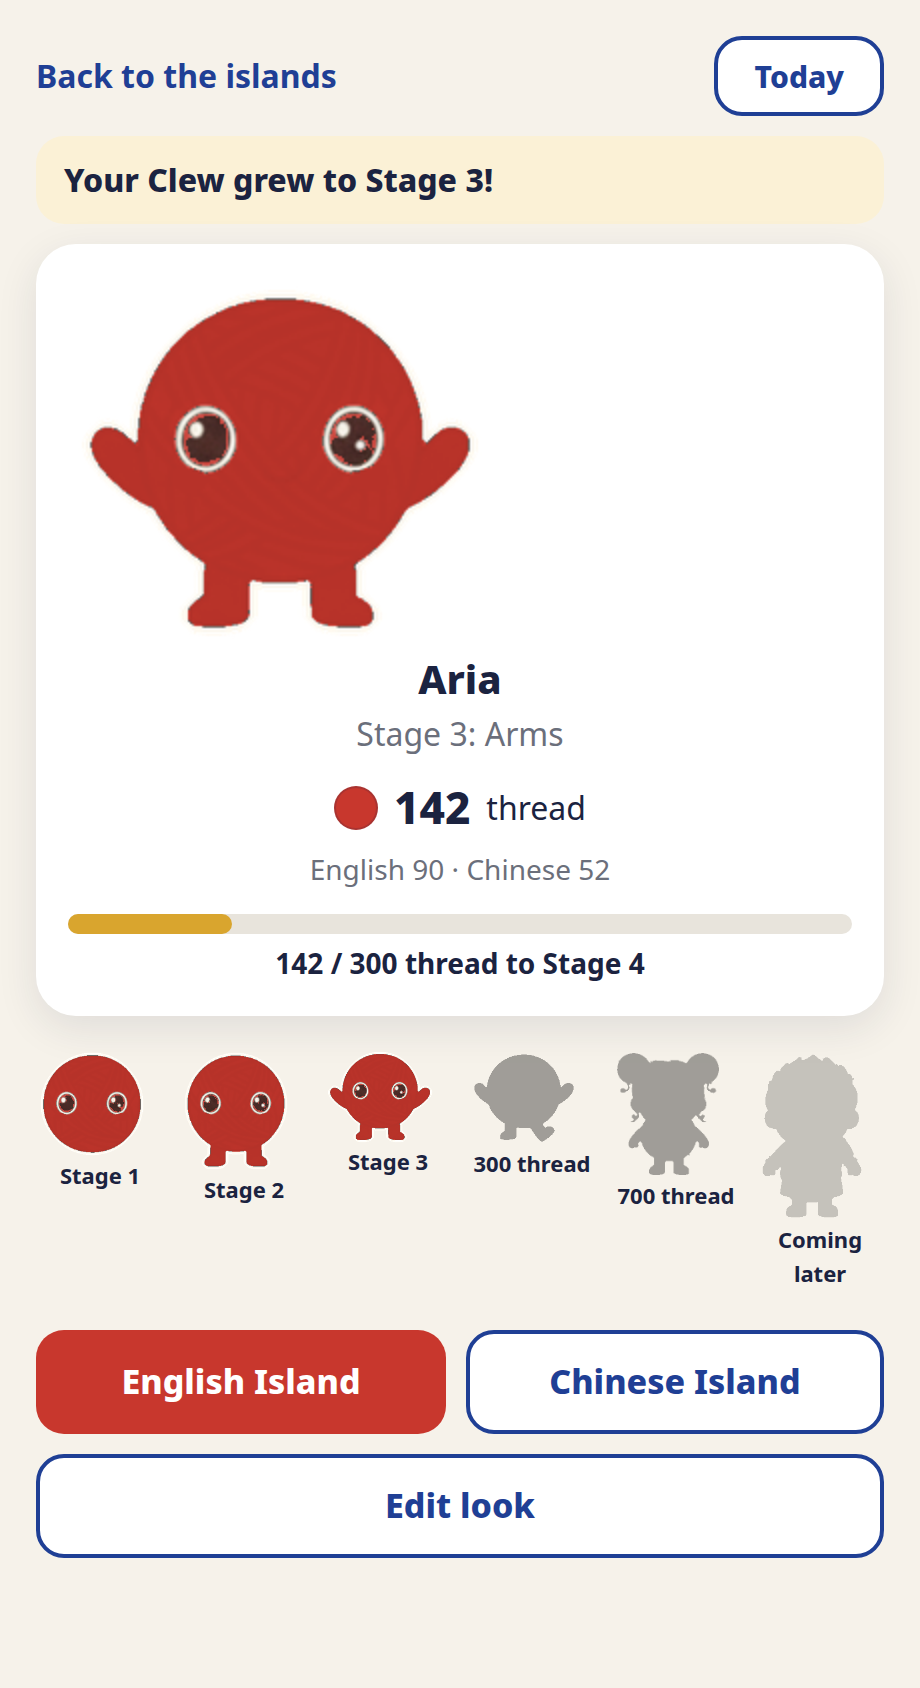 Back to the islands
Today
Your Clew grew to Stage 3!
Aria
Stage 3: Arms
142 thread
English 90 · Chinese 52
142 / 300 thread to Stage 4
Stage 1
Stage 2
Stage 3
300 thread
700 thread
Coming
later
English Island
Chinese Island
Edit look